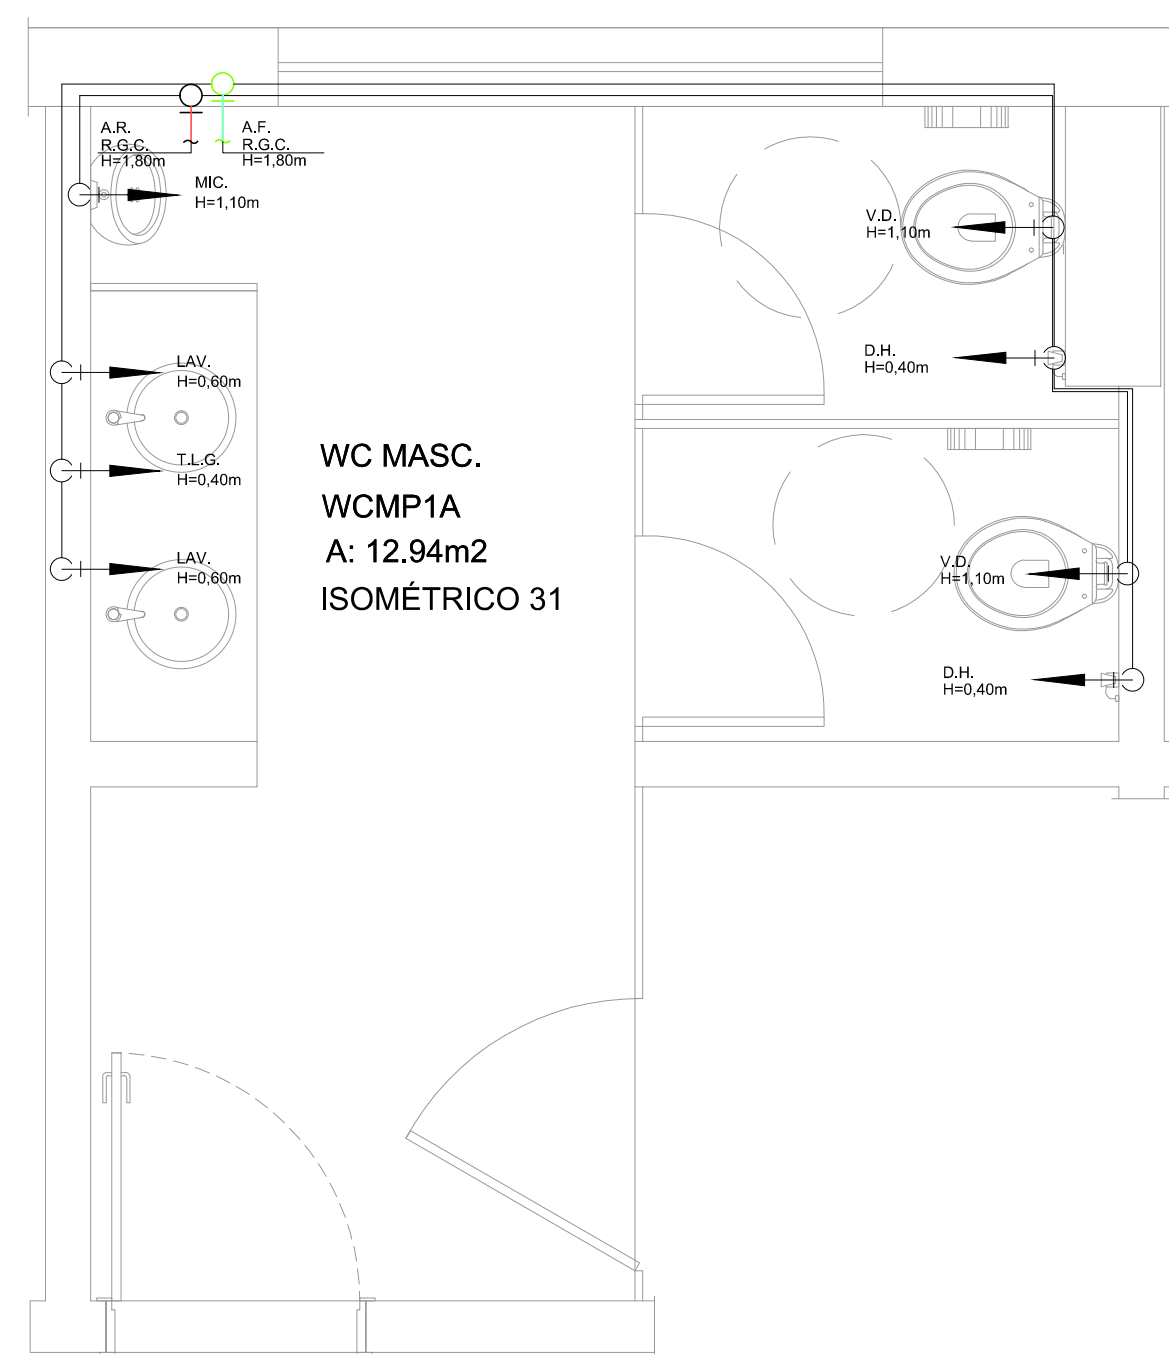 A.R.
R.G.C.
H=1,80m
A.F.
R.G.C.
H=1,80m
MIC.
H=1,10m
V.D.
H=1,10m
D.H.
H=0,40m
LAV.
H=0,60m
T.L.G.
H=0,40m
LAV.
H=0,60m
WC MASC.
WCMP1A
A: 12.94m2
ISOMÉTRICO 31
V.D.
H=1,10m
D.H.
H=0,40m